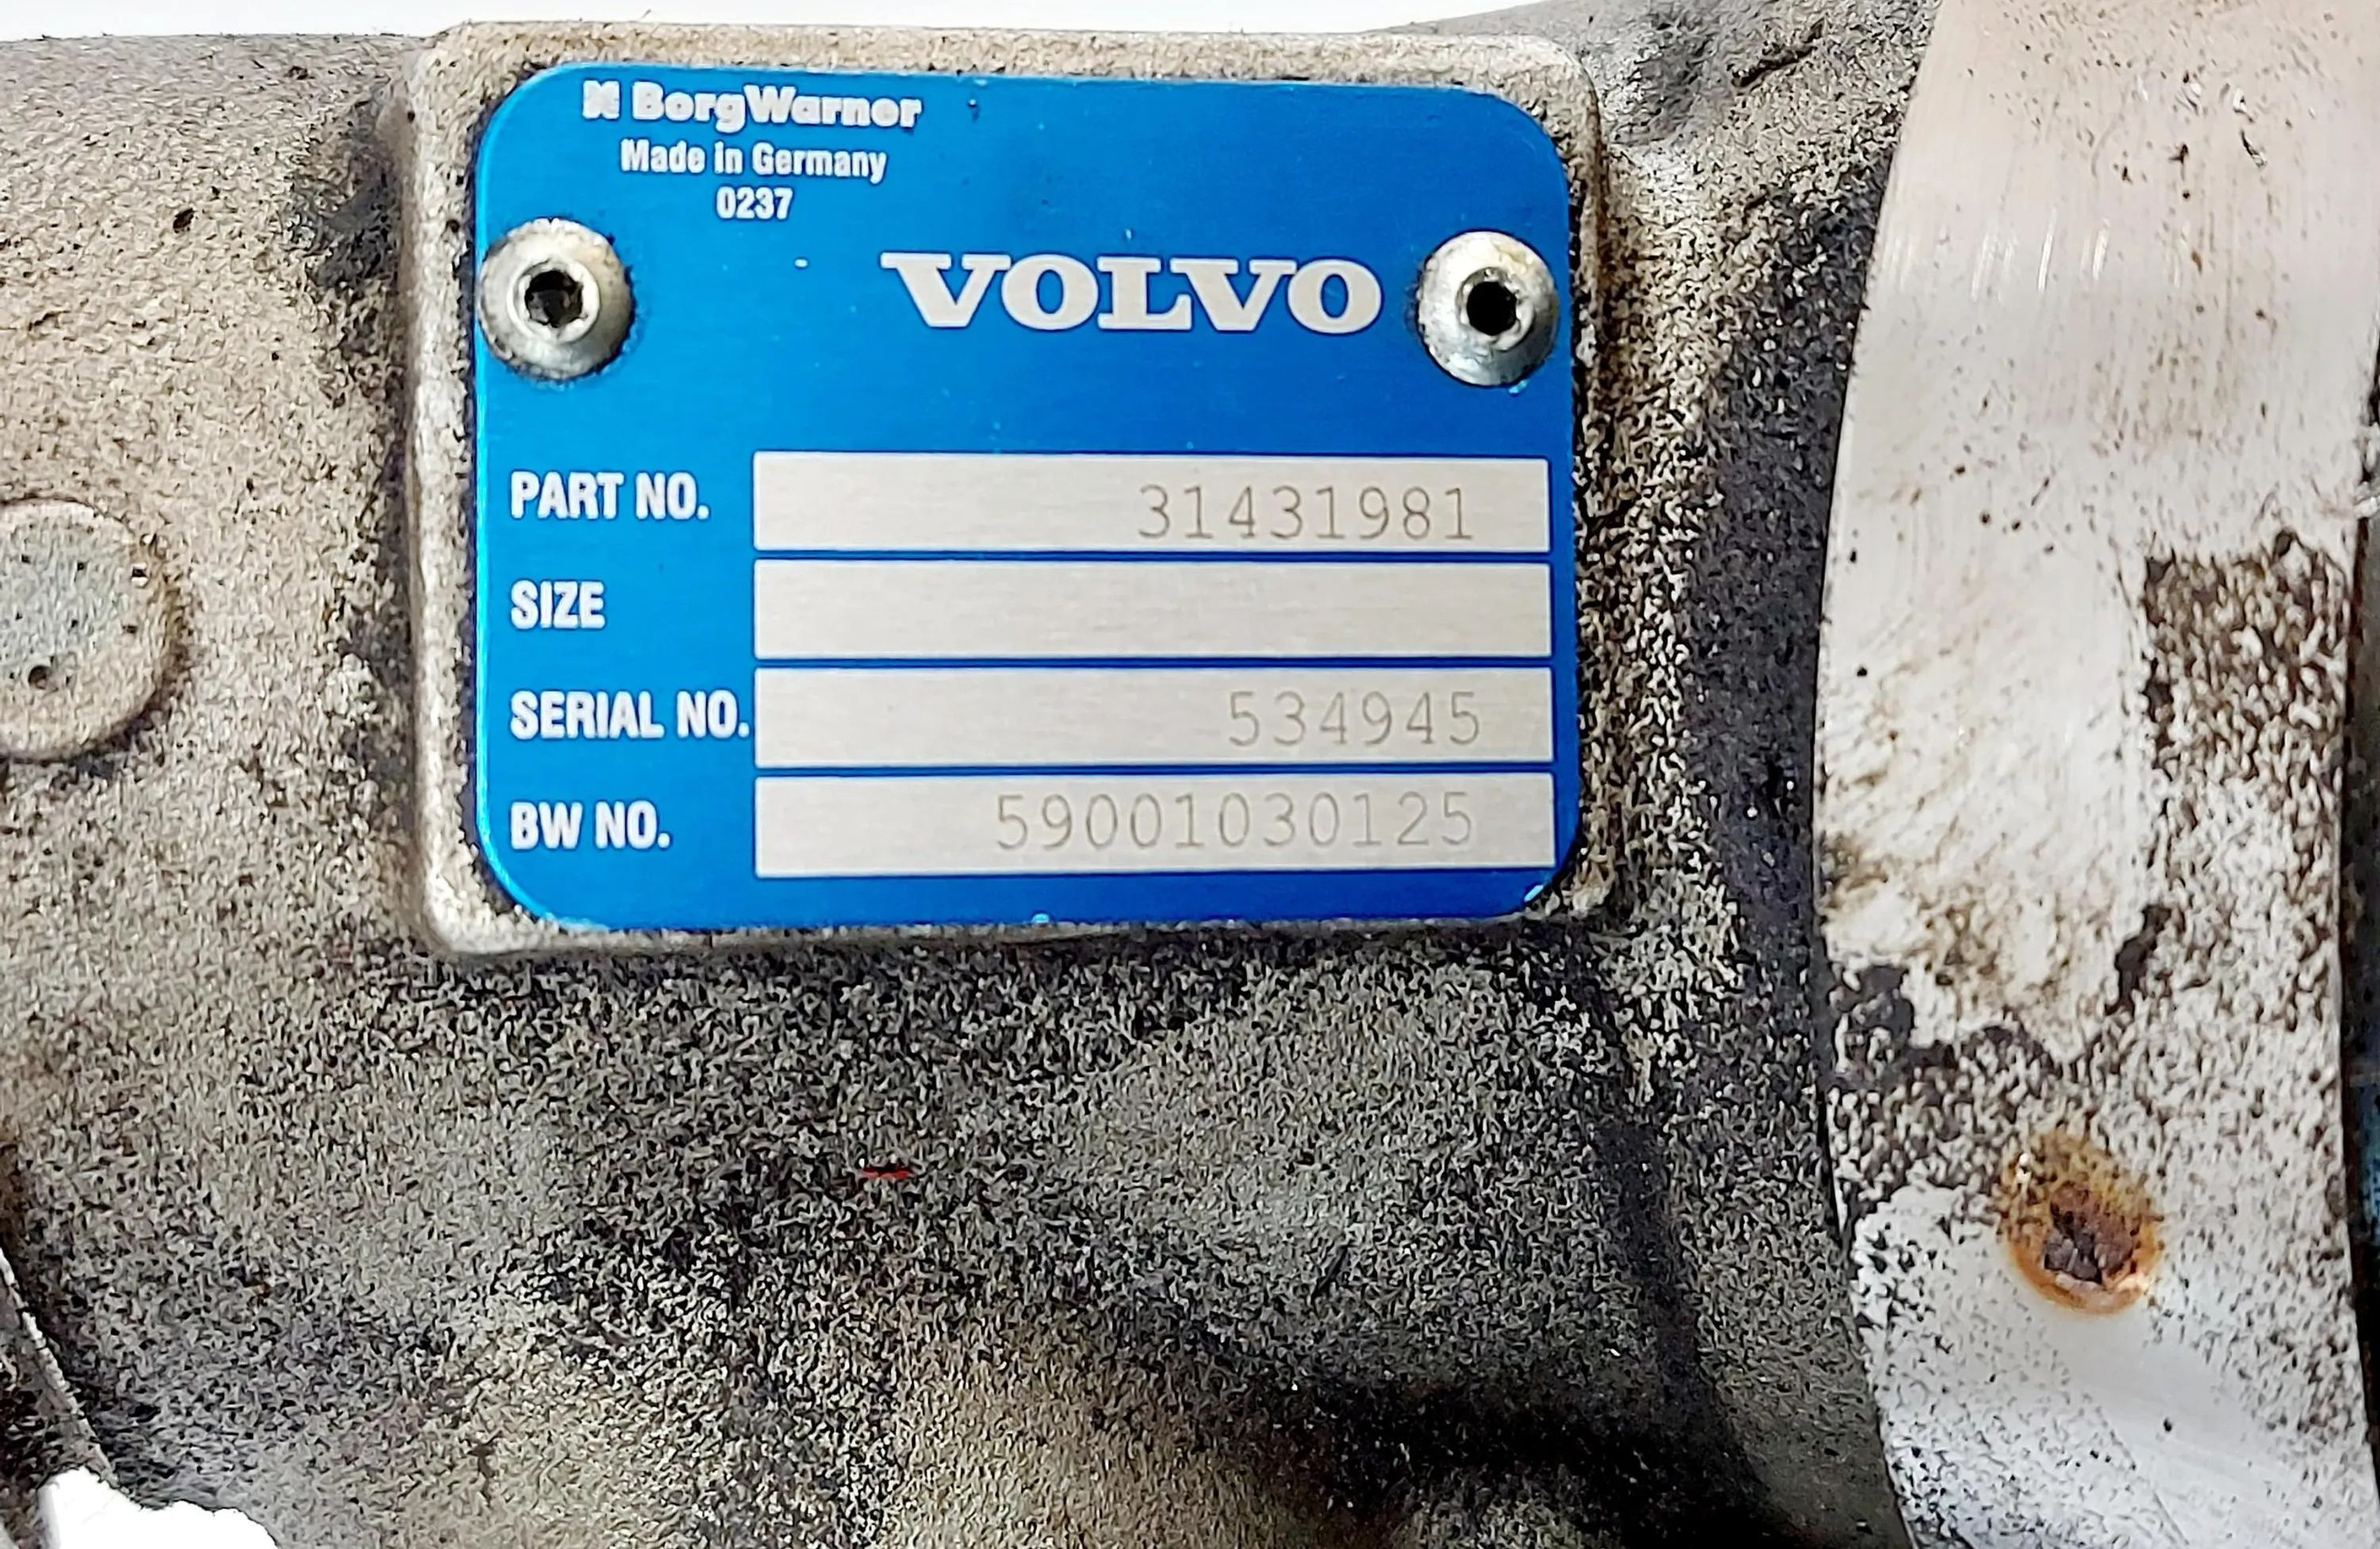 BorgWarner
Made in Germany
0237
VOLVO
PART NO. 31431981
SIZE
SERIAL NO. 534945
BW NO. 59001030125